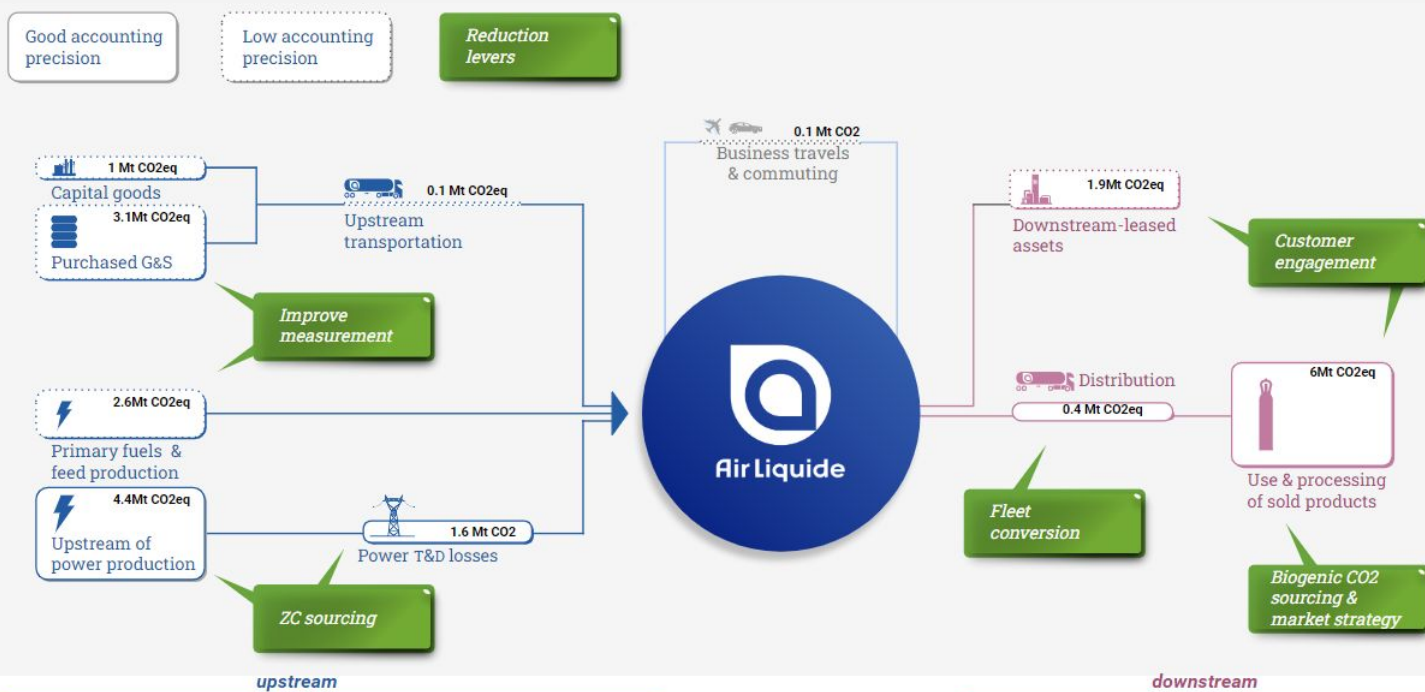 Good accounting
precision
Low accounting
precision
Reduction
levers
1 Mt CO2eq
Capital goods
3.1Mt CO2eq
Purchased G&S
0.1 Mt CO2eq
Upstream
transportation
Improve
measurement
2.6Mt CO2eq
Primary fuels &
feed production
4.4Mt CO2eq
Upstream of
power production
1.6 Mt CO2
Power T&D losses
ZC sourcing
upstream
0.1 Mt CO2
Business travels
& commuting
Air Liquide
1.9Mt CO2eq
Downstream-leased
assets
Customer
engagement
Distribution
0.4 Mt CO2eq
6Mt CO2eq
Use & processing
of sold products
Fleet
conversion
Biogenic CO2
sourcing &
market strategy
downstream